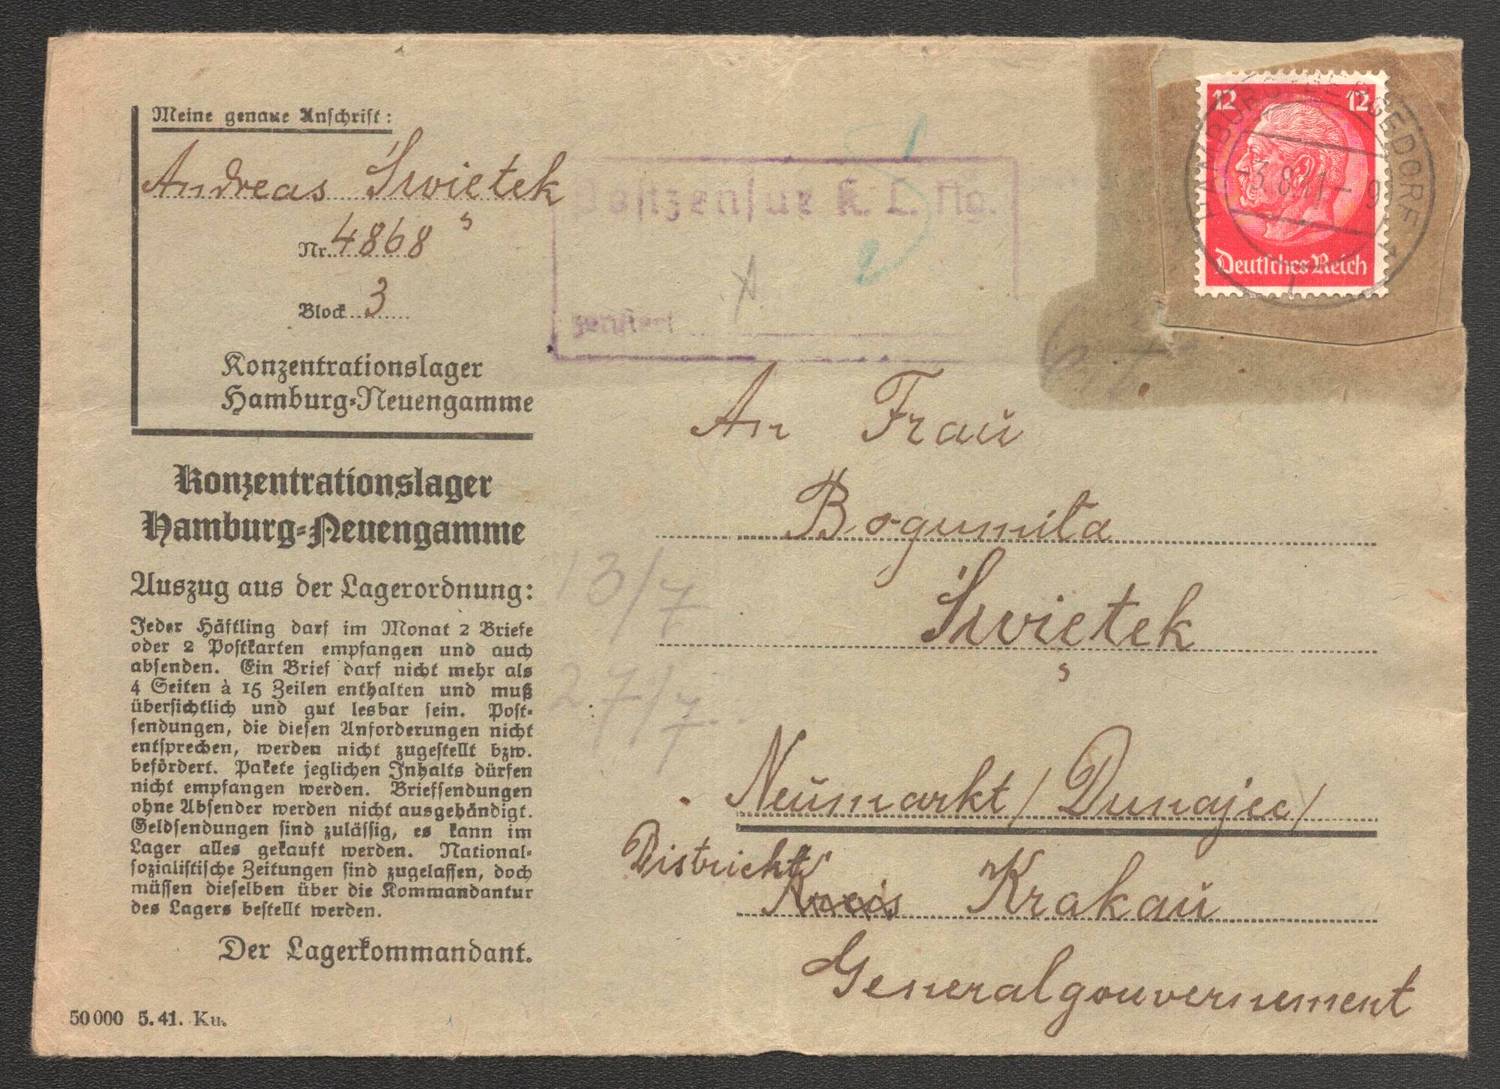 Meine genaue Anschrift:
Andreas Świętek
Nr. 4868
Block 3
Konzentrationslager
Hamburg-Neuengamme
Konzentrationslager
Hamburg-Neuengamme
Auszug aus der Lagerordnung:
Jeder Häftling darf im Monat 2 Briefe
oder 2 Postkarten empfangen und auch
absenden. Ein Brief darf nicht mehr als
4 Seiten à 15 Zeilen enthalten und muß
übersichtlich und gut lesbar sein. Post-
sendungen, die diesen Anforderungen nicht
entsprechen, werden nicht zugestellt bzw.
befördert. Pakete jeglichen Inhalts dürfen
nicht empfangen werden. Briefsendungen
ohne Absender werden nicht ausgehändigt.
Geldsendungen sind zulässig, es kann im
Lager alles gekauft werden. National-
sozialistische Zeitungen sind zugelassen, doch
müssen dieselben über die Kommandantur
des Lagers bestellt werden.
Der Lagerkommandant.
50000 5.41. Ku.
Postzensur K. L. Ng.
zensiert
12 12
Deutsches Reich
HAMBURG-BERGEDORF
An Frau
Bogumiła
Świętek
13/7
27/7.
Neumarkt / Dunajec /
Districkt Kreis Krakau
Generalgouvernement